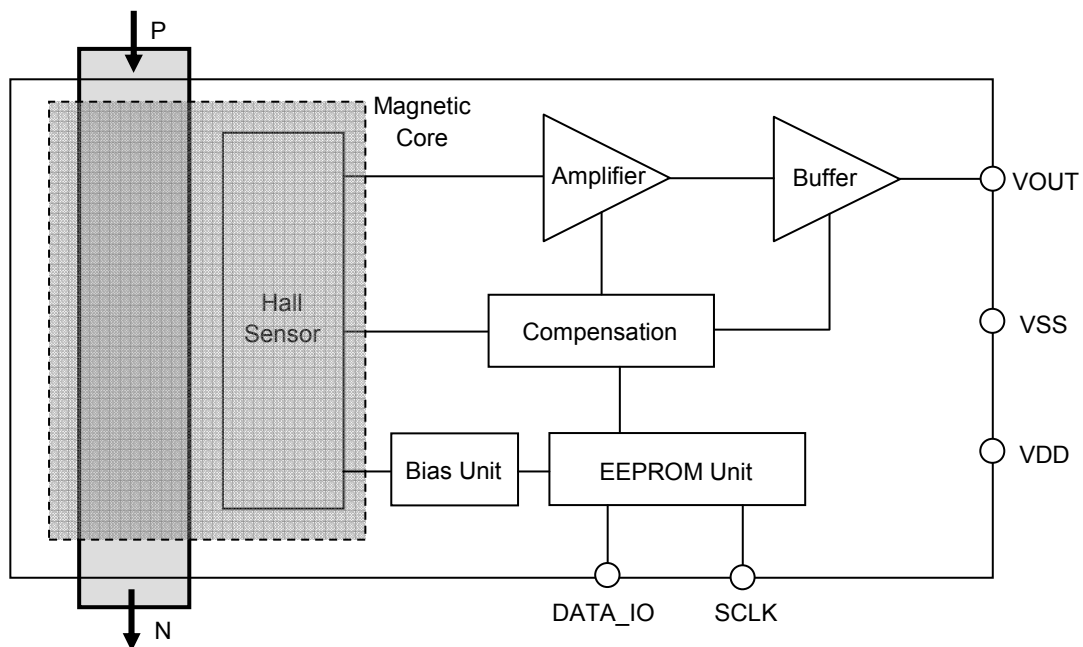 P
Magnetic
Core
Amplifier
Buffer
VOUT
Hall
Sensor
Compensation
VSS
Bias Unit
EEPROM Unit
VDD
DATA_IO
SCLK
N